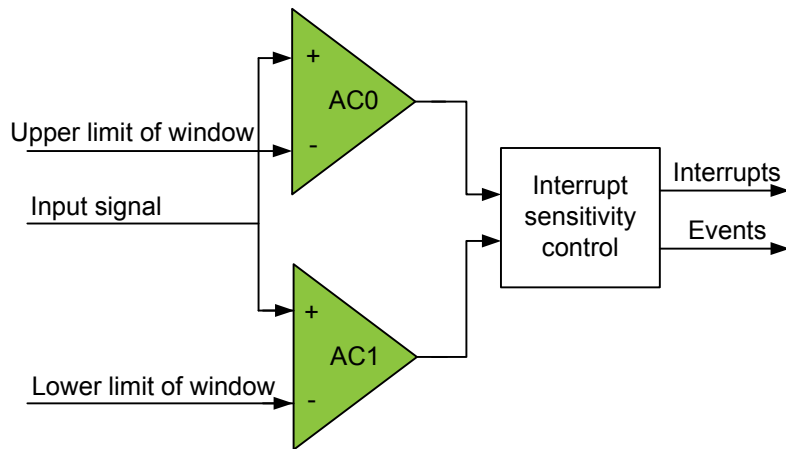 +
AC0
Upper limit of window
-
Input signal
Interrupt
sensitivity
control
Interrupts
Events
+
AC1
Lower limit of window
-